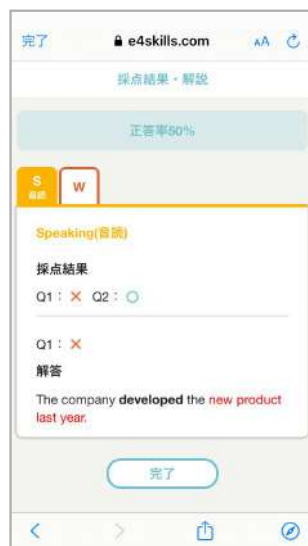 完了 e4skills.com AA
採点結果・解説
正答率50%
S W
音読
Speaking(音読)
採点結果
Q1： ✕ Q2： ○
Q1： ✕
解答
The company developed the new product
last year.
完了